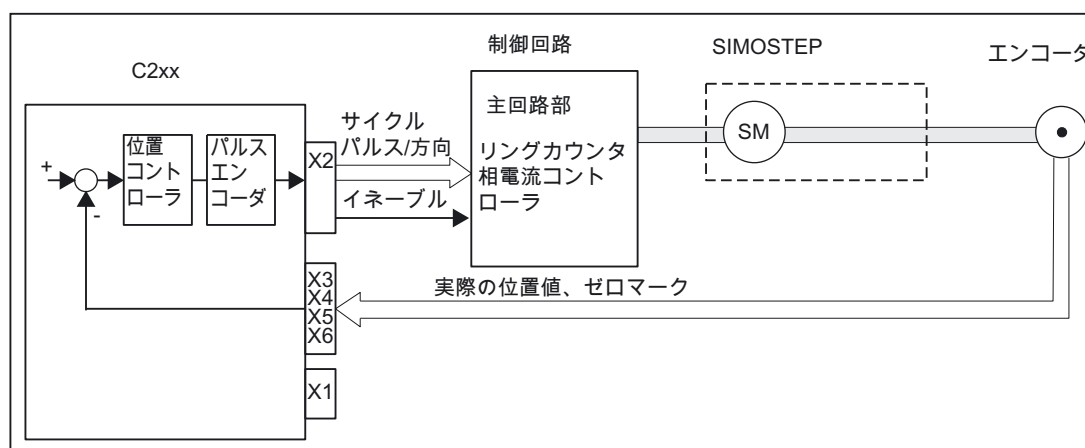 制御回路
SIMOSTEP
エンコーダ
C2xx
主回路部
サイクル
パルス/方向
X2
+
-
位置
コント
ローラ
パルス
エン
コーダ
リングカウンタ
相電流コント
ローラ
SM
イネーブル
実際の位置値、ゼロマーク
X3
X4
X5
X6
X1